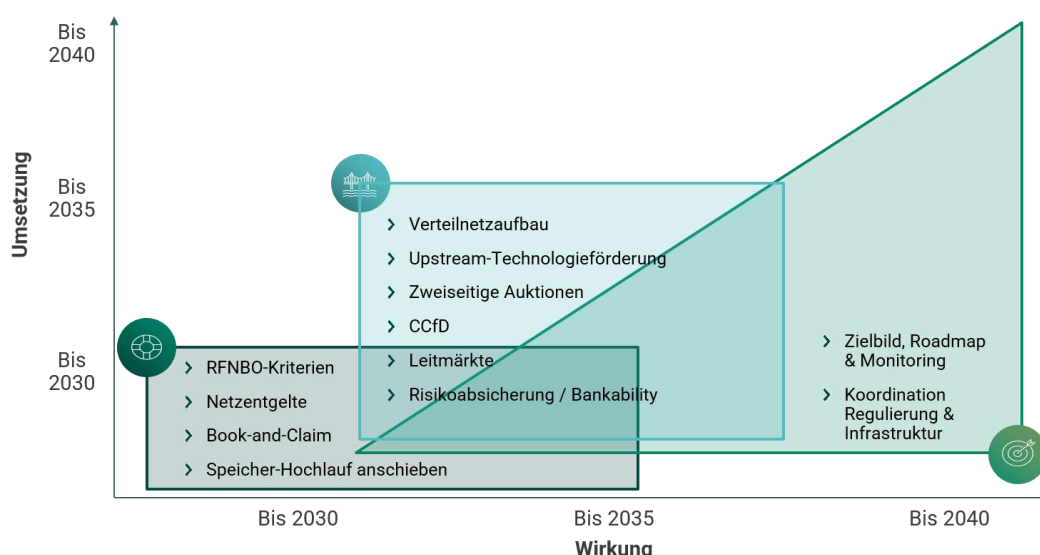 Bis
2040
Umsetzung
Bis
2035
Bis
2030
Verteilnetzaufbau
Upstream-Technologieförderung
Zweiseitige Auktionen
CCfD
Leitmärkte
Risikoabsicherung / Bankability
RFNBO-Kriterien
Netzentgelte
Book-and-Claim
Speicher-Hochlauf anschieben
Zielbild, Roadmap
& Monitoring
Koordination
Regulierung &
Infrastruktur
Bis 2030
Bis 2035
Bis 2040
Wirkung